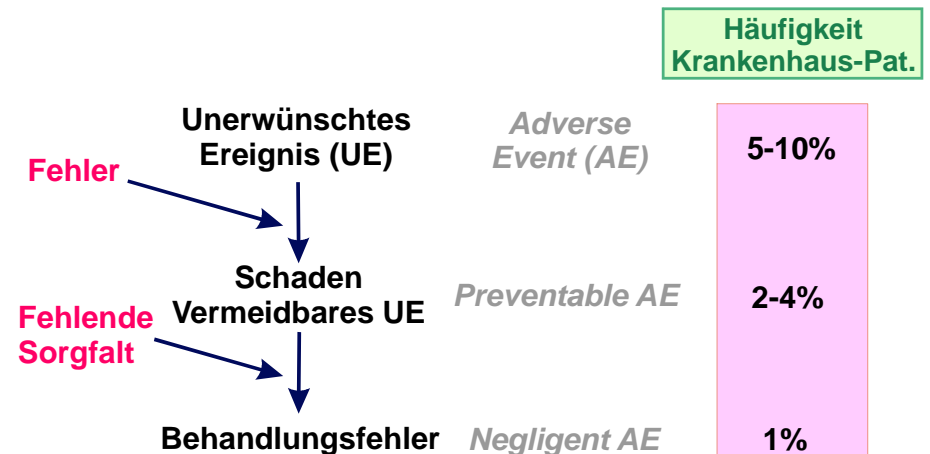 Häufigkeit
Krankenhaus-Pat.
Unerwünschtes
Ereignis (UE)
Adverse
Event (AE)
5-10%
Fehler
Schaden
Vermeidbares UE
Preventable AE
2-4%
Fehlende
Sorgfalt
Behandlungsfehler
Negligent AE
1%